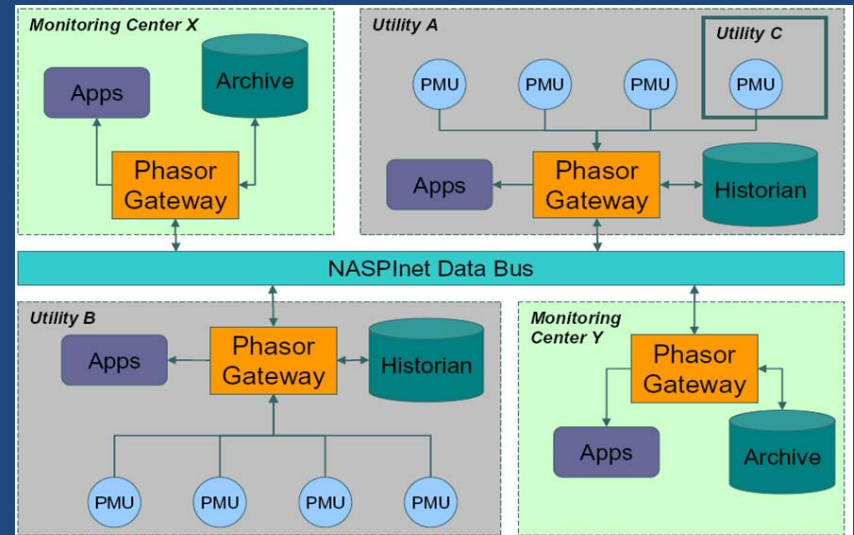 Monitoring Center X
Apps
Archive
Phasor
Gateway
Utility A
Utility C
PMU
PMU
PMU
PMU
Apps
Phasor
Gateway
Historian
NASPInet Data Bus
Utility B
Apps
Phasor
Gateway
Historian
PMU
PMU
PMU
PMU
Monitoring
Center Y
Phasor
Gateway
Apps
Archive